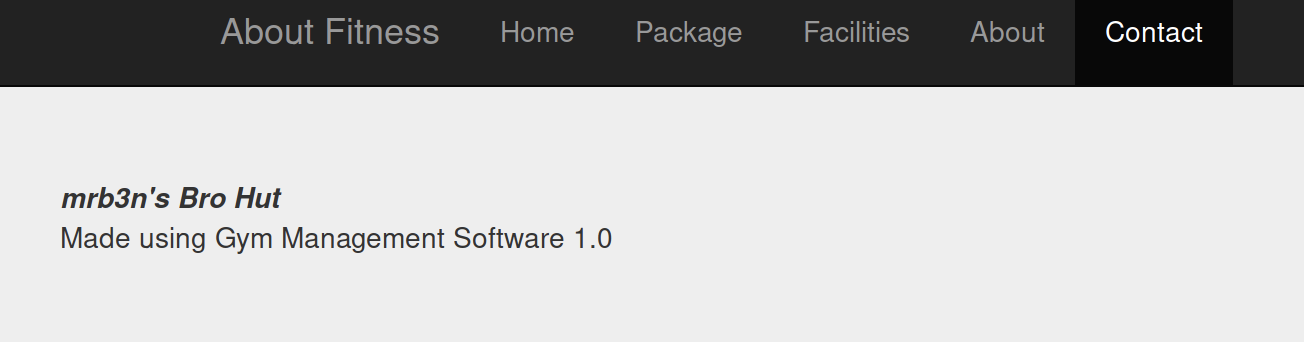 About Fitness Home Package Facilities About Contact
mrb3n's Bro Hut
Made using Gym Management Software 1.0